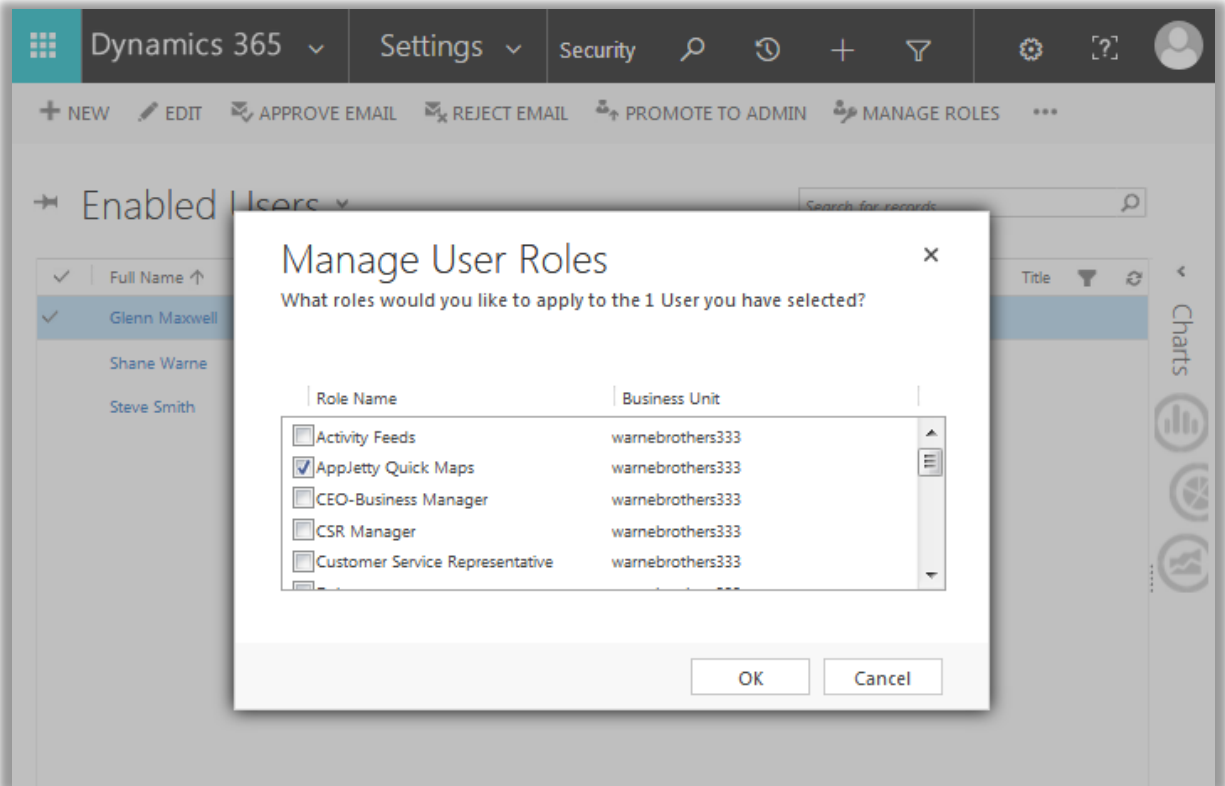 Dynamics 365 Settings Security
NEW EDIT APPROVE EMAIL REJECT EMAIL PROMOTE TO ADMIN MANAGE ROLES •••
Enabled Users
Search for records
Full Name ↑ Title
Glenn Maxwell
Shane Warne
Steve Smith
Charts
Manage User Roles
What roles would you like to apply to the 1 User you have selected?
Role Name Business Unit
Activity Feeds warnebrothers333
AppJetty Quick Maps warnebrothers333
CEO-Business Manager warnebrothers333
CSR Manager warnebrothers333
Customer Service Representative warnebrothers333
OK Cancel